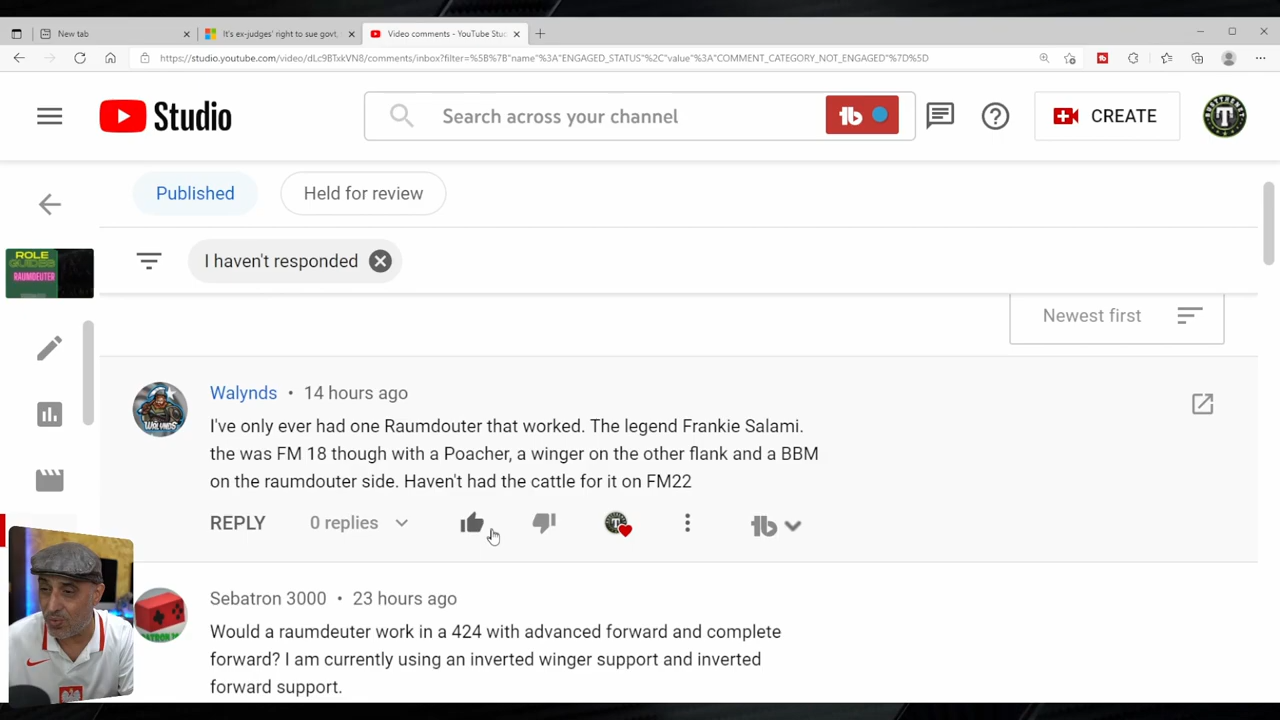 New tab
It's ex-judges' right to sue govt,
Video comments - YouTube Stu
https://studio.youtube.com/video/dLc9BTxkVN8/comments/inbox?filter=%5B%7B"name"%3A"ENGAGED_STATUS"%2C"value"%3A"COMMENT_CATEGORY_NOT_ENGAGED"%7D%5D
Studio
Search across your channel
CREATE
Published
Held for review
I haven't responded
ROLE
GUIDES
RAUMDEUTER
Newest first
Walynds • 14 hours ago
I've only ever had one Raumdouter that worked. The legend Frankie Salami.
the was FM 18 though with a Poacher, a winger on the other flank and a BBM
on the raumdouter side. Haven't had the cattle for it on FM22
REPLY
0 replies
Sebatron 3000 • 23 hours ago
Would a raumdeuter work in a 424 with advanced forward and complete
forward? I am currently using an inverted winger support and inverted
forward support.